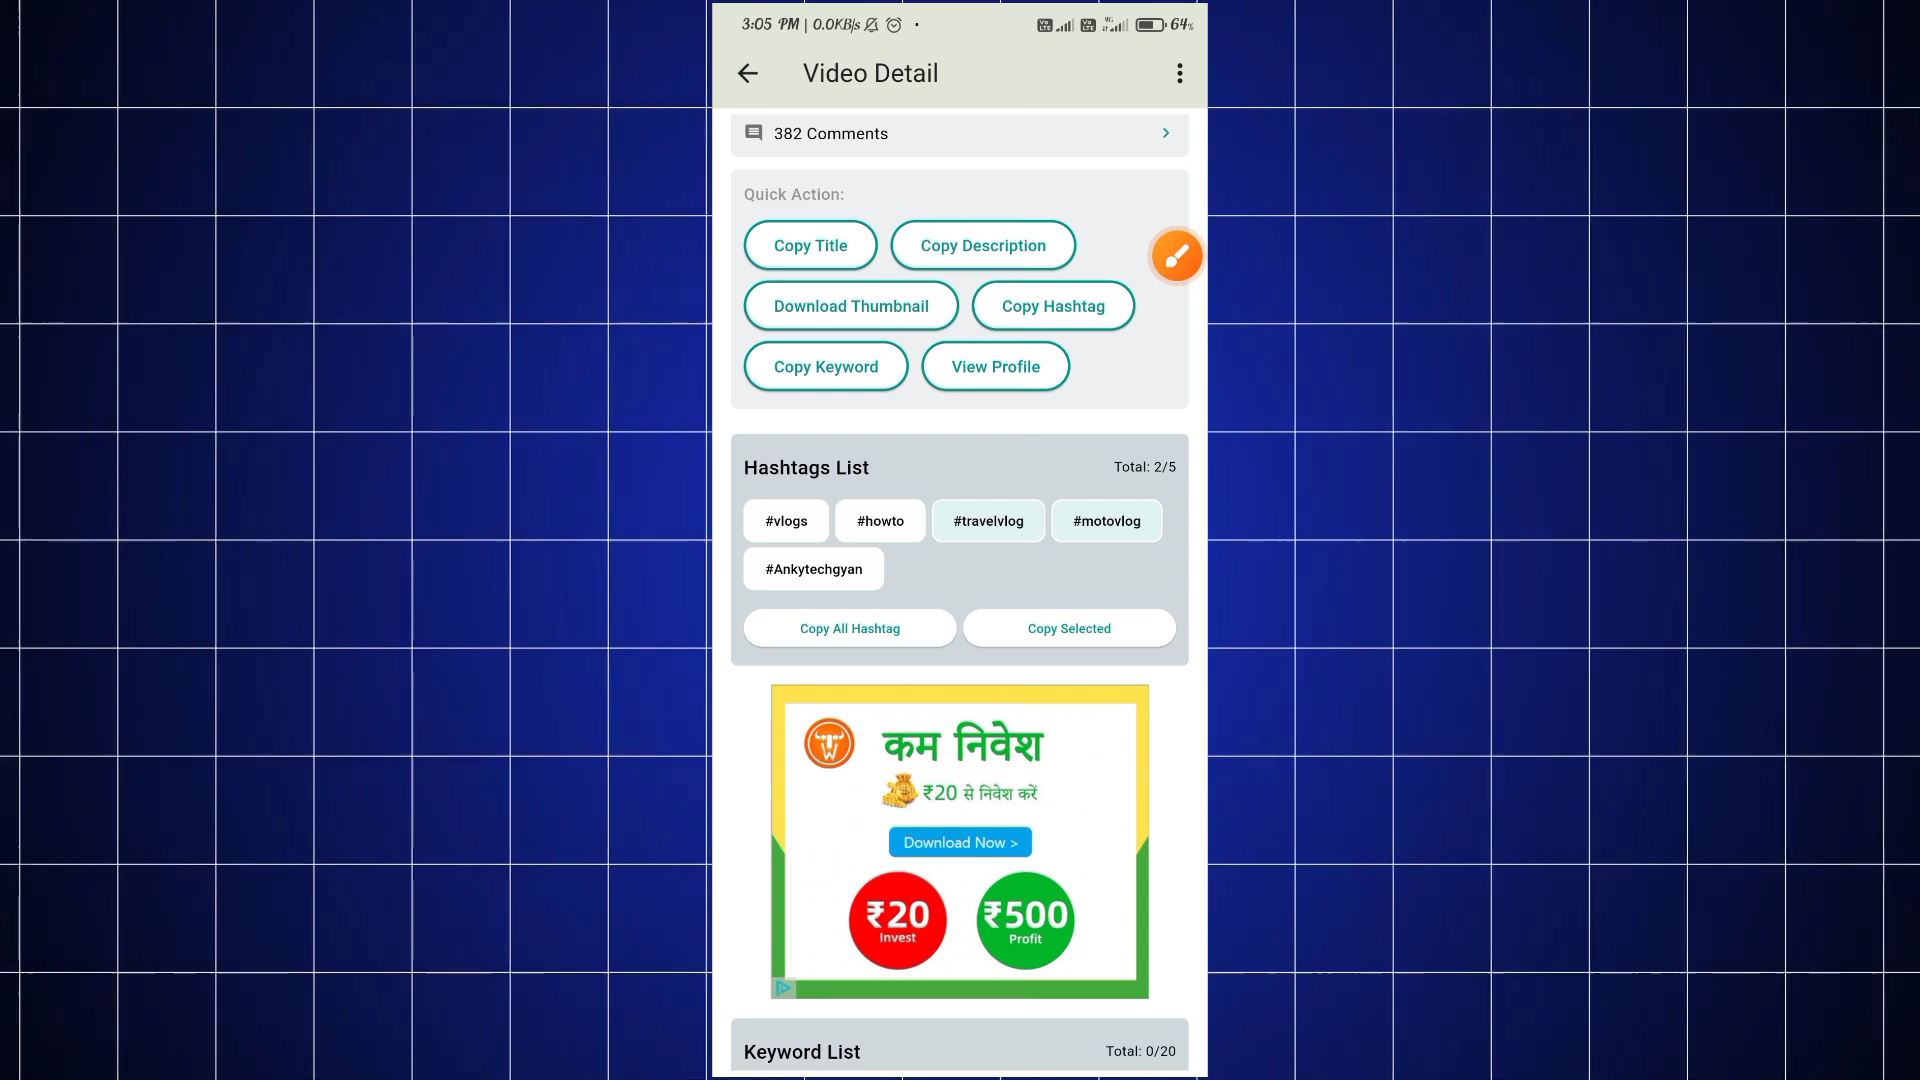 3:05 PM | 0.0KB/s
64%
Video Detail
382 Comments
Quick Action:
Copy Title
Copy Description
Download Thumbnail
Copy Hashtag
Copy Keyword
View Profile
Hashtags List
Total: 2/5
#vlogs
#howto
#travelvlog
#motovlog
#Ankytechgyan
Copy All Hashtag
Copy Selected
कम निवेश
₹20 से निवेश करें
Download Now >
₹20
Invest
₹500
Profit
Keyword List
Total: 0/20